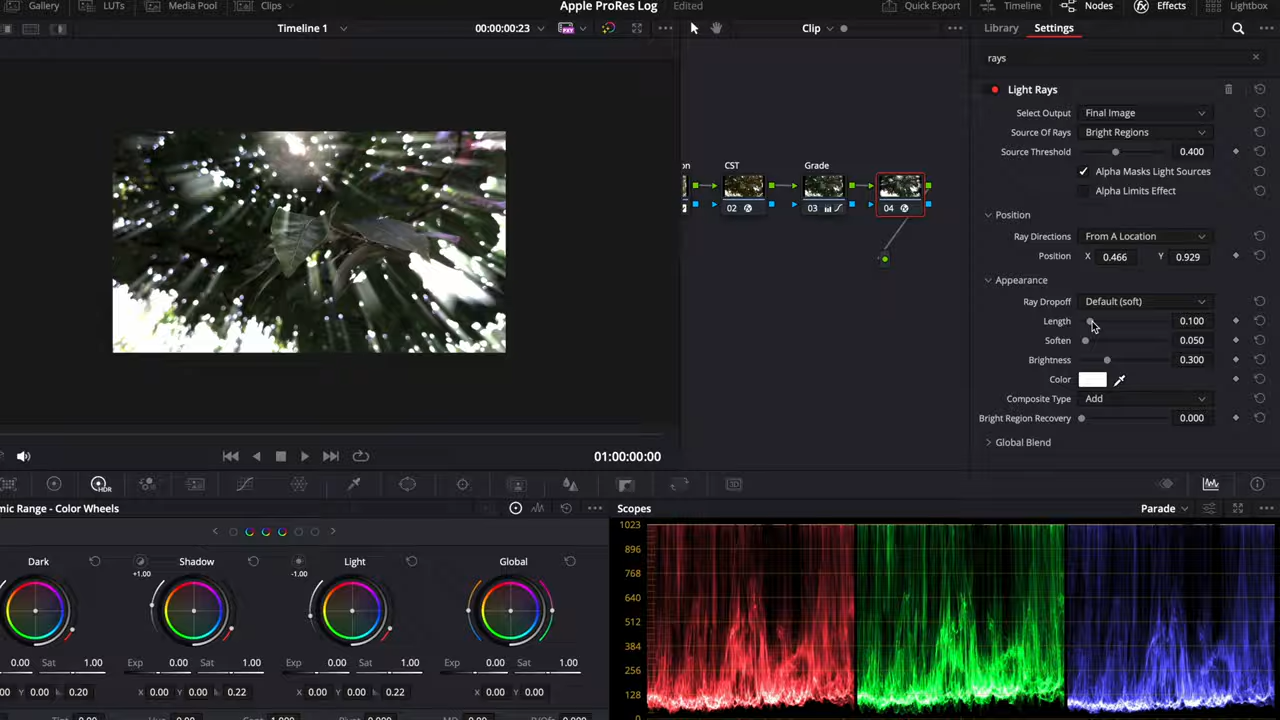 Gallery LUTs Media Pool Clips Apple ProRes Log Edited Quick Export Timeline Nodes Effects Lightbox
Timeline 1 00:00:00:23 Clip Library Settings
rays
Light Rays
Select Output Final Image
Source Of Rays Bright Regions
Source Threshold 0.400
Alpha Masks Light Sources
Alpha Limits Effect
Position
Ray Directions From A Location
Position X 0.466 Y 0.929
Appearance
Ray Dropoff Default (soft)
Length 0.100
Soften 0.050
Brightness 0.300
Color
Composite Type Add
Bright Region Recovery 0.000
Global Blend
on CST Grade
02 03 04
01:00:00:00
HDR
mic Range - Color Wheels
Dark Shadow Light Global
+1.00 -1.00
0.00 Sat 1.00 Exp 0.00 Sat 1.00 Exp 0.00 Sat 1.00 Exp 0.00 Sat 1.00
00 Y 0.00 L 0.20 X 0.00 Y 0.00 L 0.22 X 0.00 Y 0.00 L 0.22 X 0.00 Y 0.00
Scopes Parade
1023
896
768
640
512
384
256
128
0